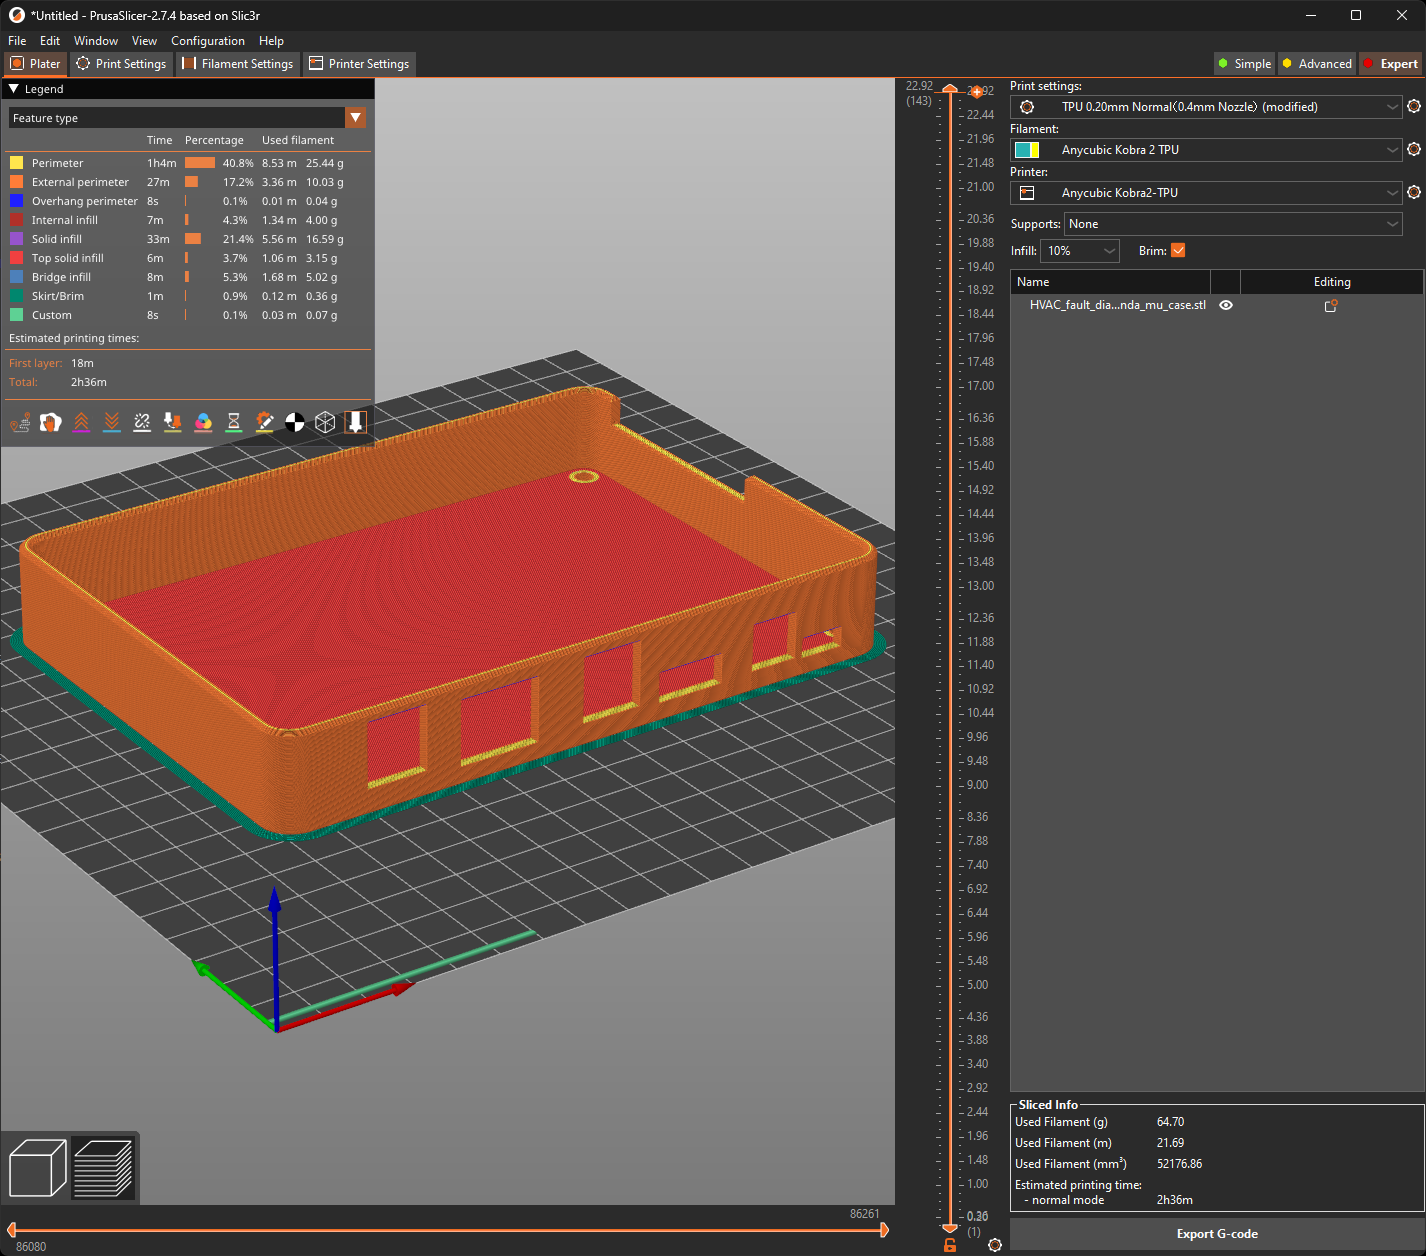 *Untitled - PrusaSlicer-2.7.4 based on Slic3r
File Edit Window View Configuration Help
Plater Print Settings Filament Settings Printer Settings Simple Advanced Expert
Legend
Feature type
Time Percentage Used filament
Perimeter 1h4m 40.8% 8.53 m 25.44 g
External perimeter 27m 17.2% 3.36 m 10.03 g
Overhang perimeter 8s 0.1% 0.01 m 0.04 g
Internal infill 7m 4.3% 1.34 m 4.00 g
Solid infill 33m 21.4% 5.56 m 16.59 g
Top solid infill 6m 3.7% 1.06 m 3.15 g
Bridge infill 8m 5.3% 1.68 m 5.02 g
Skirt/Brim 1m 0.9% 0.12 m 0.36 g
Custom 8s 0.1% 0.03 m 0.07 g
Estimated printing times:
First layer: 18m
Total: 2h36m
22.92
(143)
22.44
21.96
21.48
21.00
20.36
19.88
19.40
18.92
18.44
17.96
17.48
17.00
16.36
15.88
15.40
14.92
14.44
13.96
13.48
13.00
12.36
11.88
11.40
10.92
10.44
9.96
9.48
9.00
8.36
7.88
7.40
6.92
6.44
5.96
5.48
5.00
4.36
3.88
3.40
2.92
2.44
1.96
1.48
1.00
(1)
86261
86080
Print settings:
TPU 0.20mm Normal(0.4mm Nozzle) (modified)
Filament:
Anycubic Kobra 2 TPU
Printer:
Anycubic Kobra2-TPU
Supports: None
Infill: 10% Brim:
Name Editing
HVAC_fault_dia...nda_mu_case.stl
Sliced Info
Used Filament (g) 64.70
Used Filament (m) 21.69
Used Filament (mm³) 52176.86
Estimated printing time:
- normal mode 2h36m
Export G-code